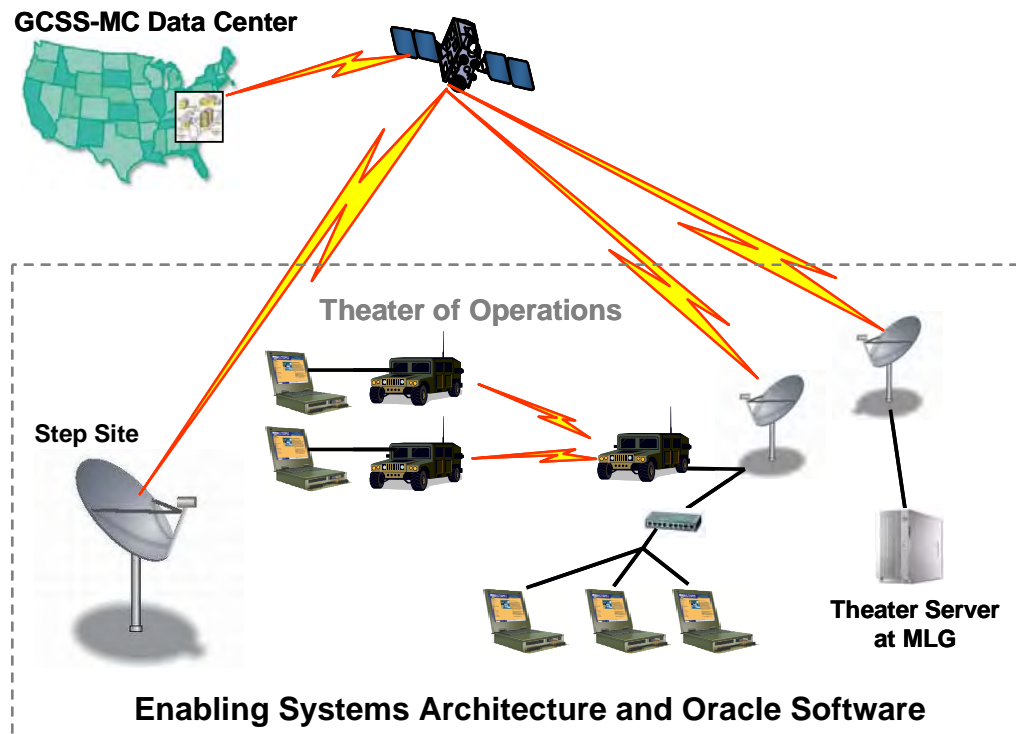 GCSS-MC Data Center
Theater of Operations
Step Site
Theater Server
at MLG
Enabling Systems Architecture and Oracle Software